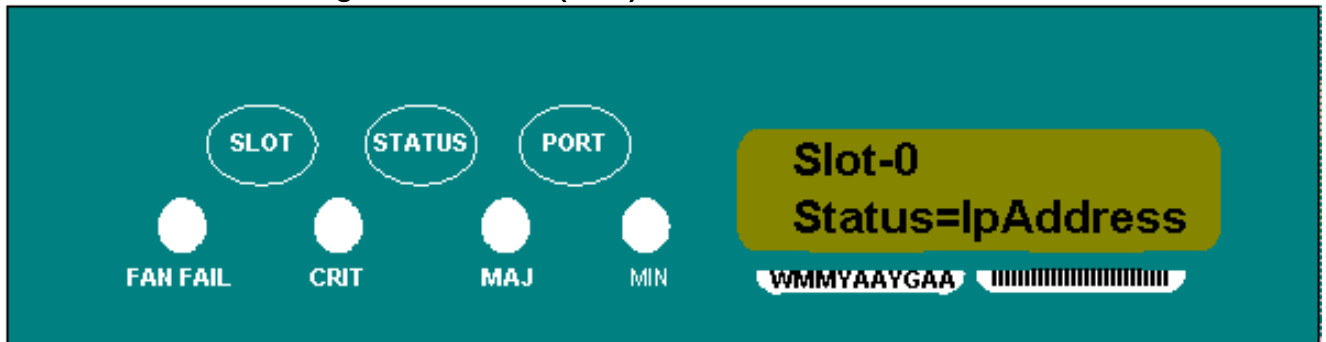 SLOT STATUS PORT
Slot-0
Status=IpAddress
FAN FAIL CRIT MAJ MIN
WMMYAAYGAA